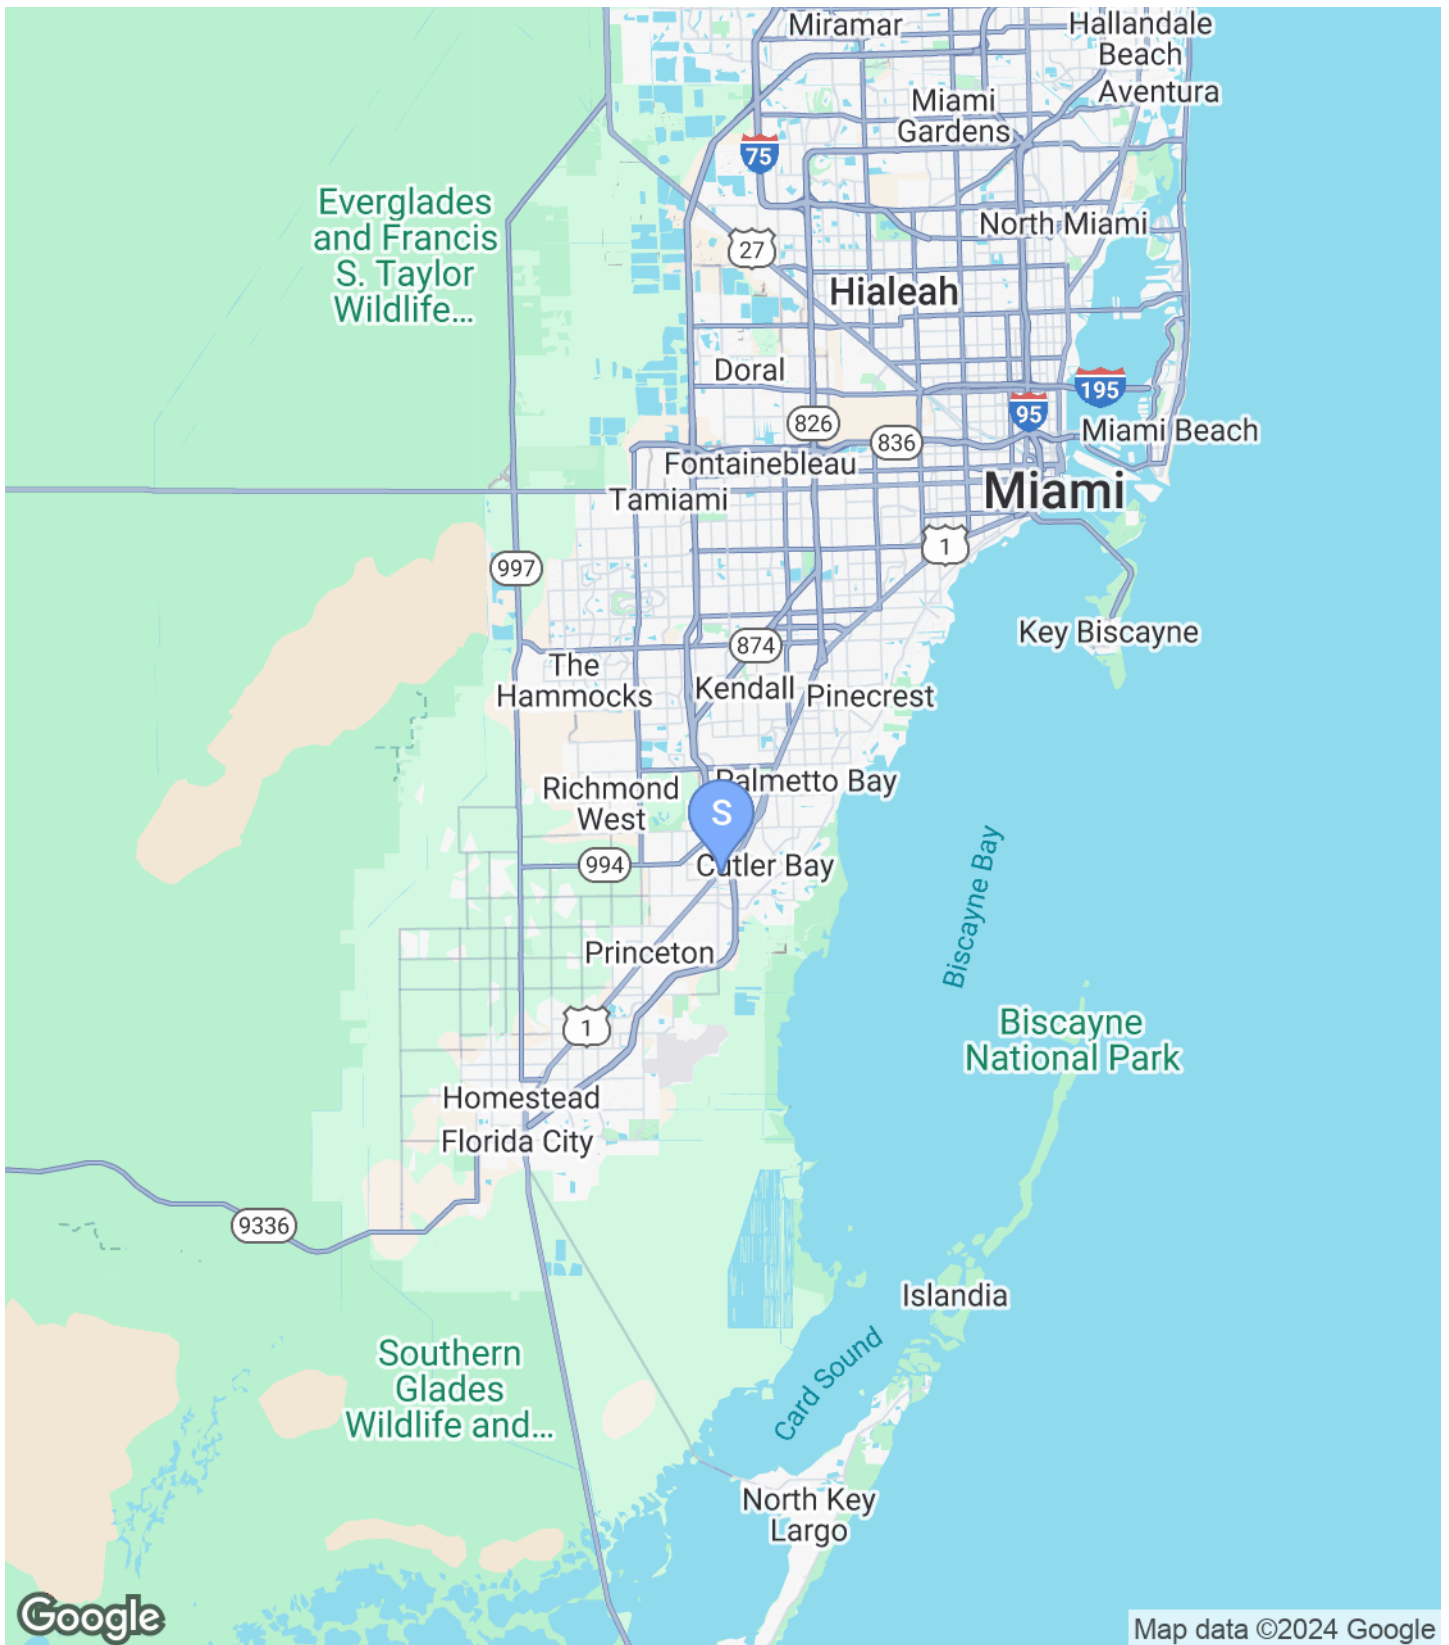 Miramar
Hallandale
Beach
Aventura
Miami
Gardens
75
Everglades
and Francis
S. Taylor
Wildlife...
North Miami
27
Hialeah
Doral
195
95
826
836
Miami Beach
Fontainebleau
Tamiami
Miami
1
997
Key Biscayne
874
The
Hammocks
Kendall
Pinecrest
Palmetto Bay
Richmond
West
S
994
Cutler Bay
Biscayne Bay
Princeton
1
Biscayne
National Park
Homestead
Florida City
9336
Islandia
Southern
Glades
Wildlife and...
Card Sound
North Key
Largo
Google
Map data ©2024 Google